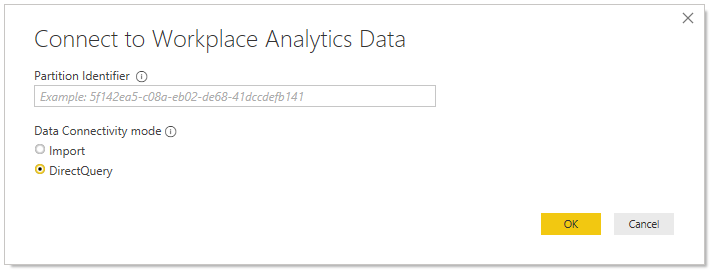 Connect to Workplace Analytics Data
Partition Identifier
Example: 5f142ea5-c08a-eb02-de68-41dccdefb141
Data Connectivity mode
Import
DirectQuery
OK Cancel